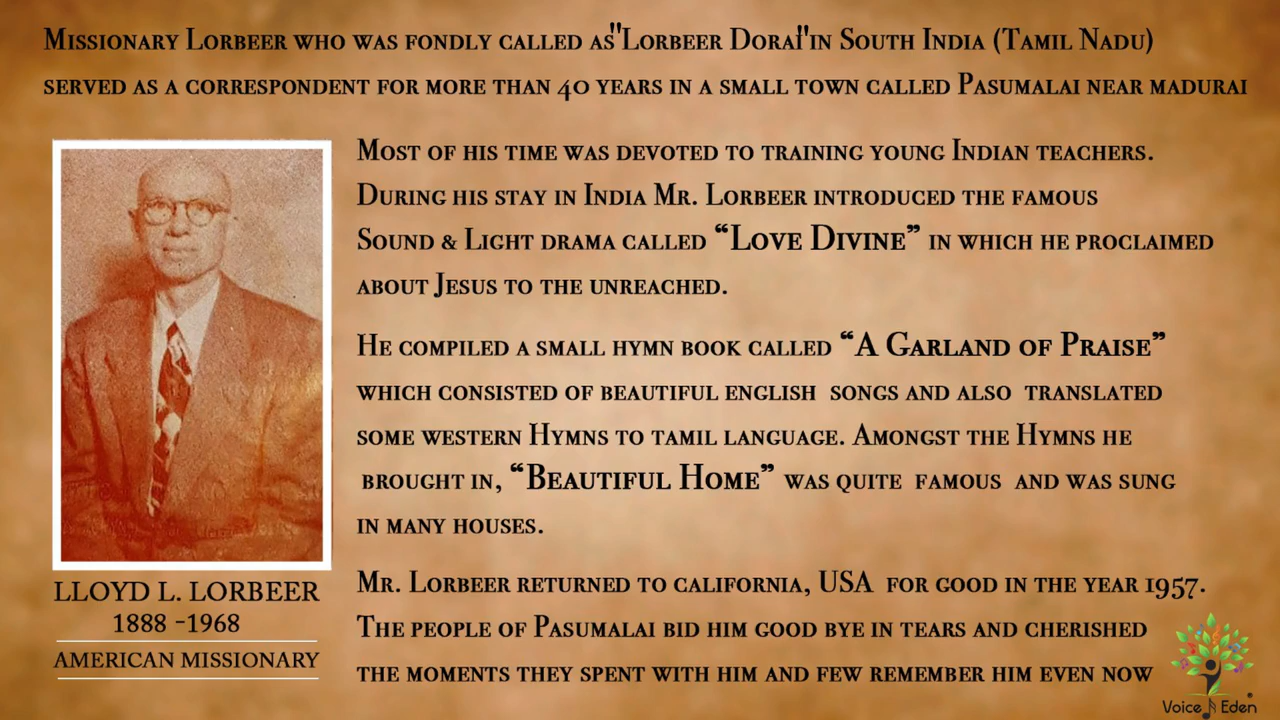 Missionary Lorbeer who was fondly called as"Lorbeer Dorai"in South India (Tamil Nadu)
served as a correspondent for more than 40 years in a small town called Pasumalai near madurai
Most of his time was devoted to training young Indian teachers.
During his stay in India Mr. Lorbeer introduced the famous
Sound & Light drama called “Love Divine” in which he proclaimed
about Jesus to the unreached.
He compiled a small hymn book called “A Garland of Praise”
which consisted of beautiful english songs and also translated
some western Hymns to tamil language. Amongst the Hymns he
brought in, “Beautiful Home” was quite famous and was sung
in many houses.
Mr. Lorbeer returned to california, USA for good in the year 1957.
The people of Pasumalai bid him good bye in tears and cherished
the moments they spent with him and few remember him even now
LLOYD L. LORBEER
1888 -1968
AMERICAN MISSIONARY
Voice Eden